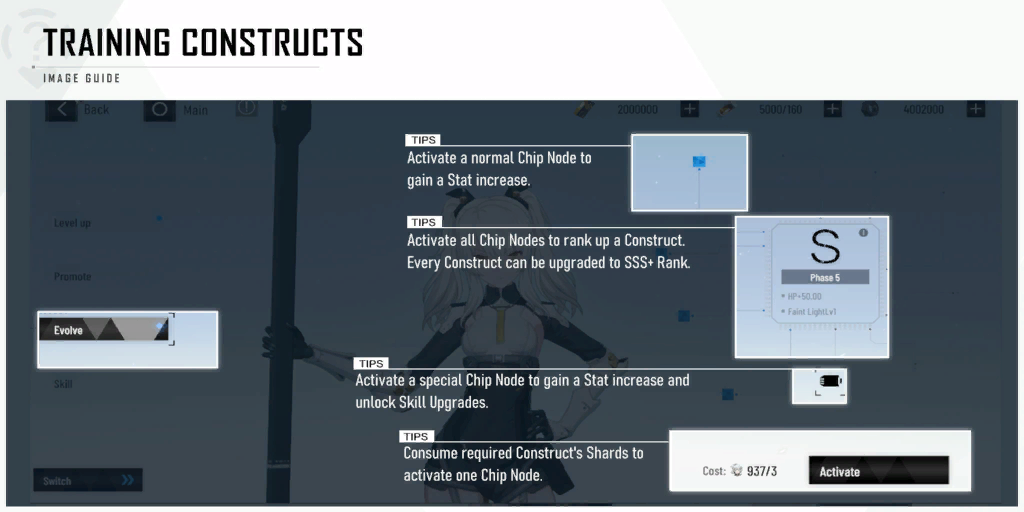 TRAINING CONSTRUCTS
IMAGE GUIDE
Back
Main
2000000
5000/160
4002000
TIPS
Activate a normal Chip Node to
gain a Stat increase.
TIPS
Activate all Chip Nodes to rank up a Construct.
Every Construct can be upgraded to SSS+ Rank.
S
Phase 5
• HP+50.00
• Faint LightLv1
Level up
Promote
Evolve
Skill
TIPS
Activate a special Chip Node to gain a Stat increase and
unlock Skill Upgrades.
TIPS
Consume required Construct's Shards to
activate one Chip Node.
Cost: 937/3
Activate
Switch